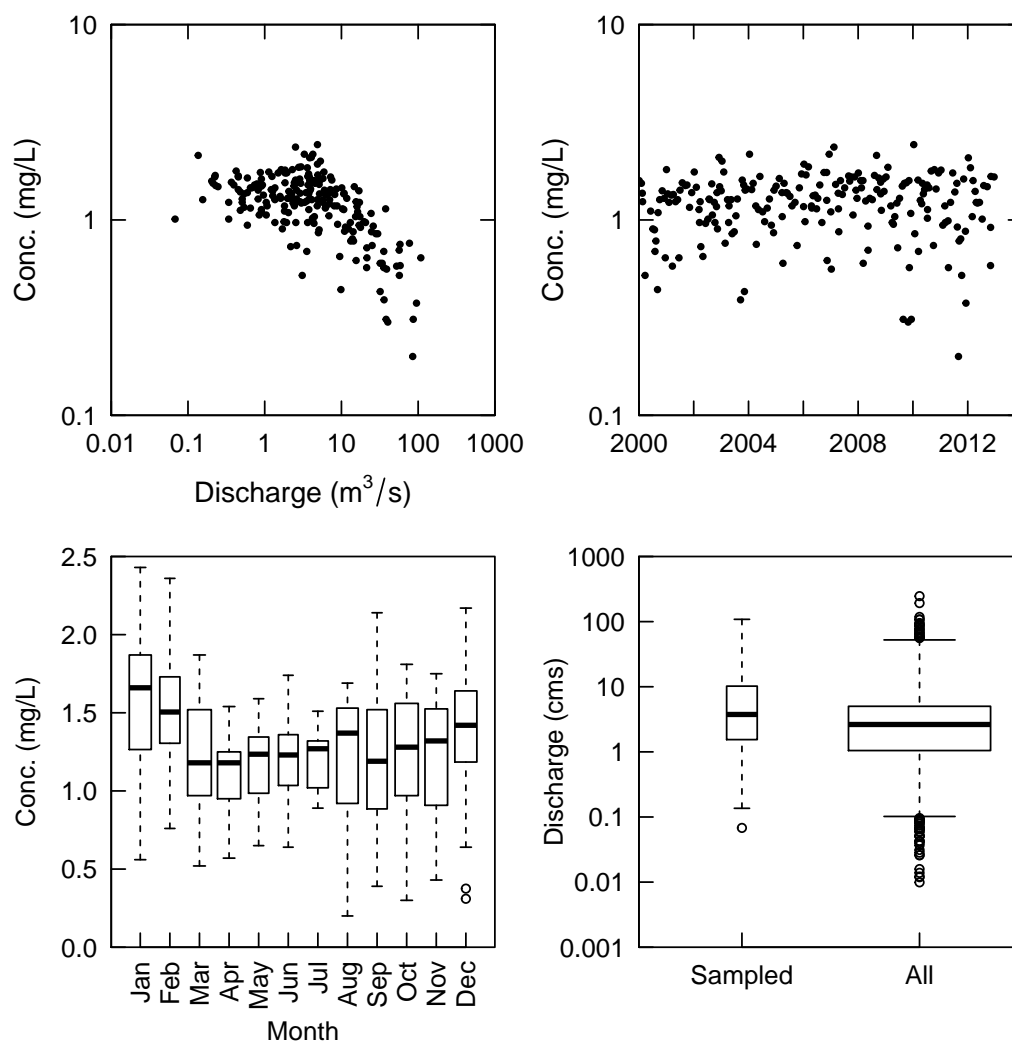 10
1
0.1
Conc. (mg/L)
0.01 0.1 1 10 100 1000
Discharge (m³/s)
10
1
0.1
Conc. (mg/L)
2000 2004 2008 2012
2.5
2.0
1.5
1.0
0.5
0.0
Conc. (mg/L)
Jan Feb Mar Apr May Jun Jul Aug Sep Oct Nov Dec
Month
1000
100
10
1
0.1
0.01
0.001
Discharge (cms)
Sampled All